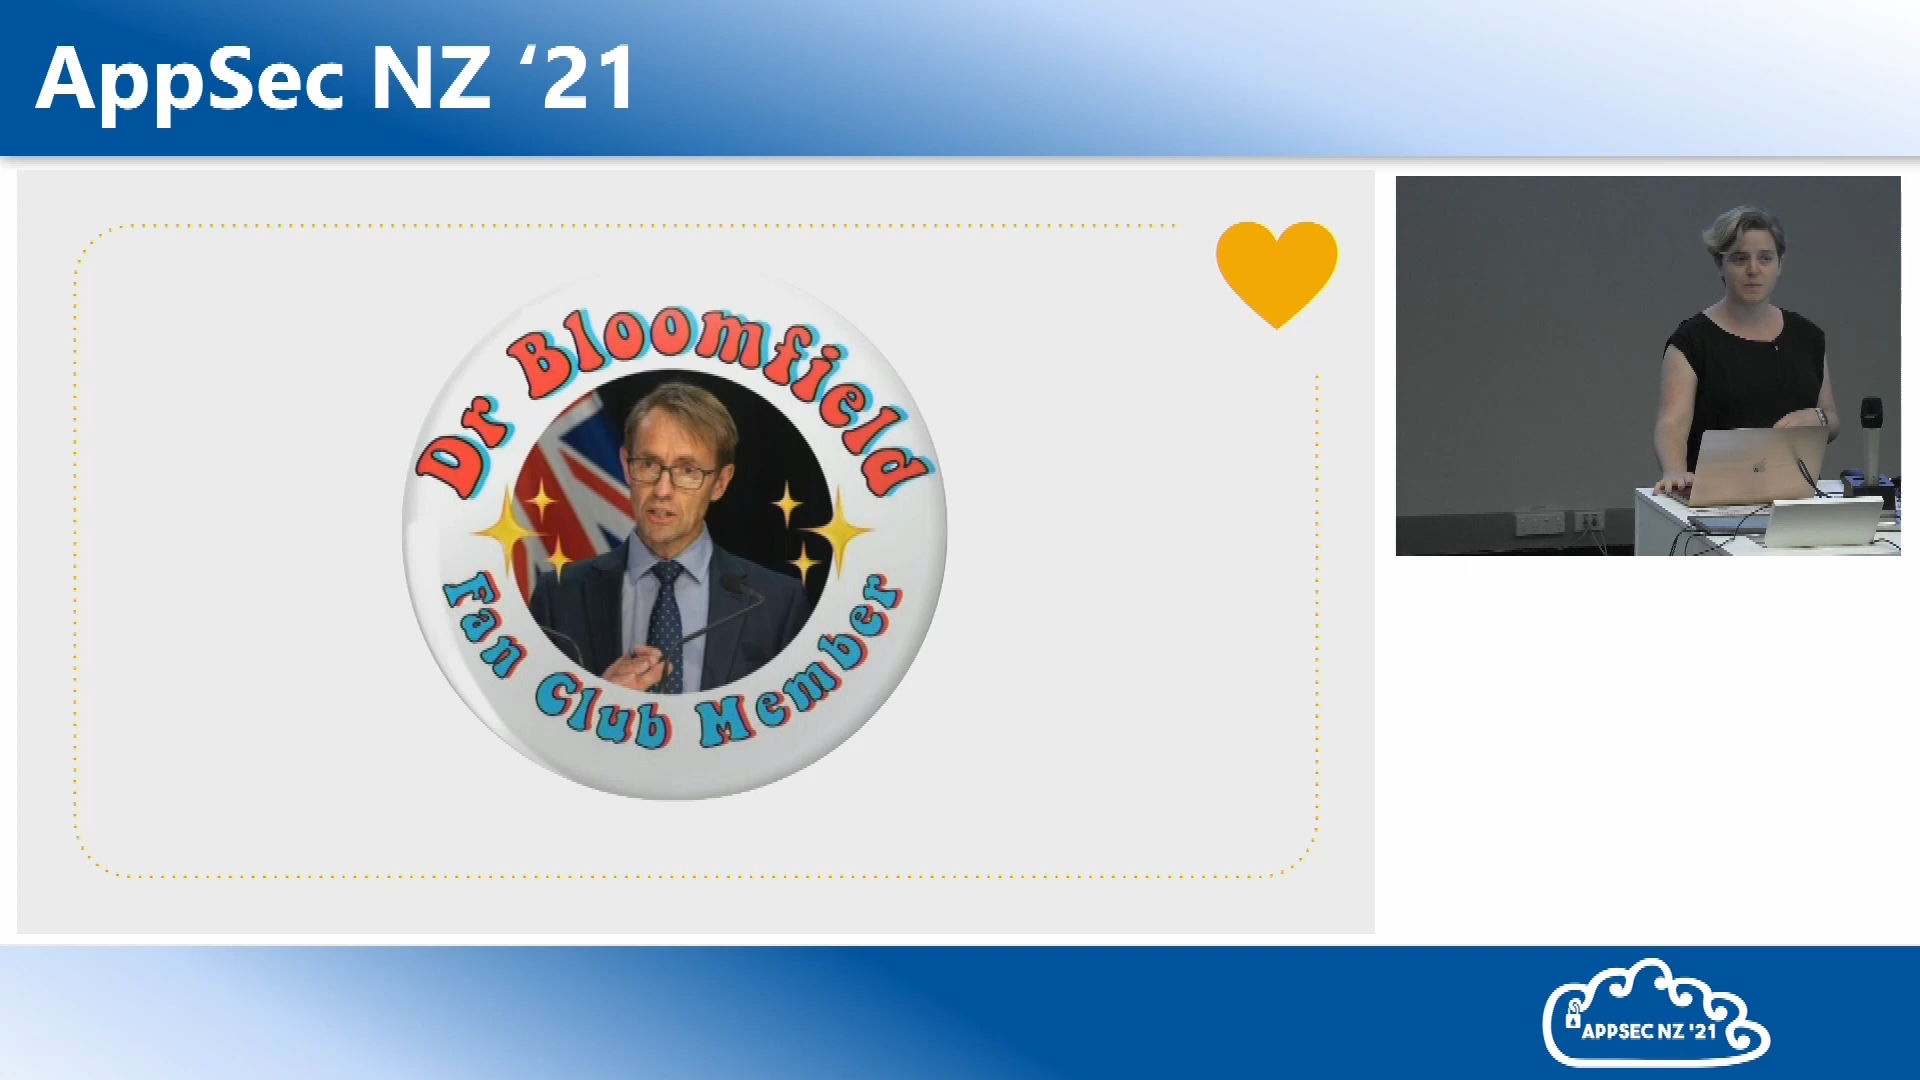 AppSec NZ ‘21
Dr Bloomfield
Fan Club Member
APPSEC NZ '21